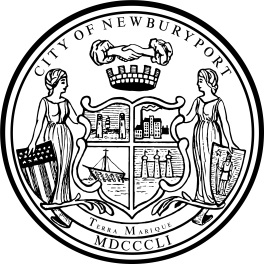 CITY OF NEWBURYPORT
TERRA MARIQUE
MDCCCLI